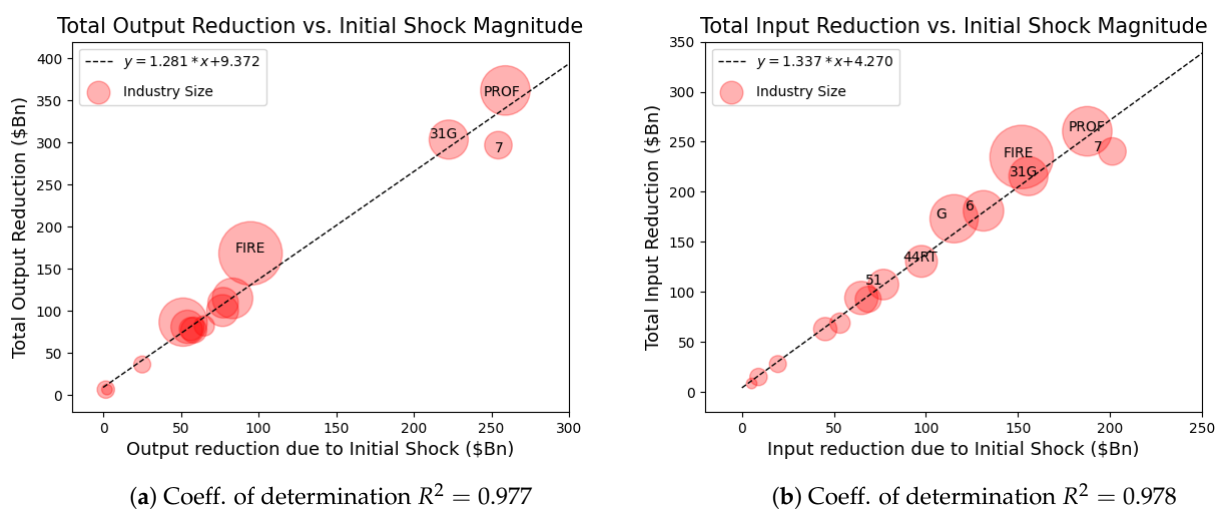 Total Output Reduction vs. Initial Shock Magnitude
y = 1.281 * x+9.372
Industry Size
PROF
31G
7
FIRE
400
350
300
250
200
150
100
50
0
Total Output Reduction ($Bn)
0 50 100 150 200 250 300
Output reduction due to Initial Shock ($Bn)
(a) Coeff. of determination R² = 0.977
Total Input Reduction vs. Initial Shock Magnitude
y = 1.337 * x+4.270
Industry Size
PROF
7
FIRE
31G
6
G
44RT
51
350
300
250
200
150
100
50
0
Total Input Reduction ($Bn)
0 50 100 150 200 250
Input reduction due to Initial Shock ($Bn)
(b) Coeff. of determination R² = 0.978